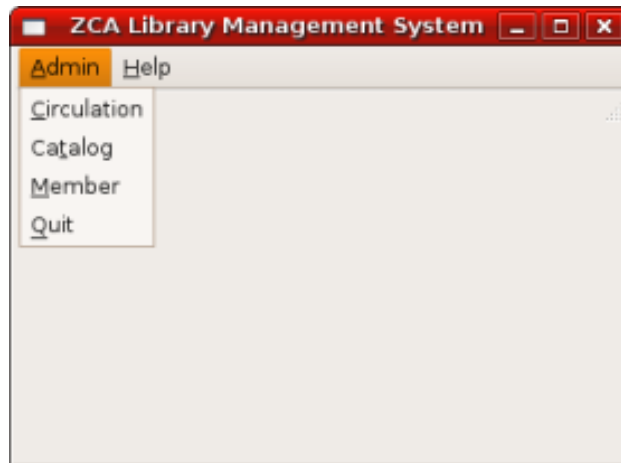 ZCA Library Management System
Admin Help
Circulation
Catalog
Member
Quit